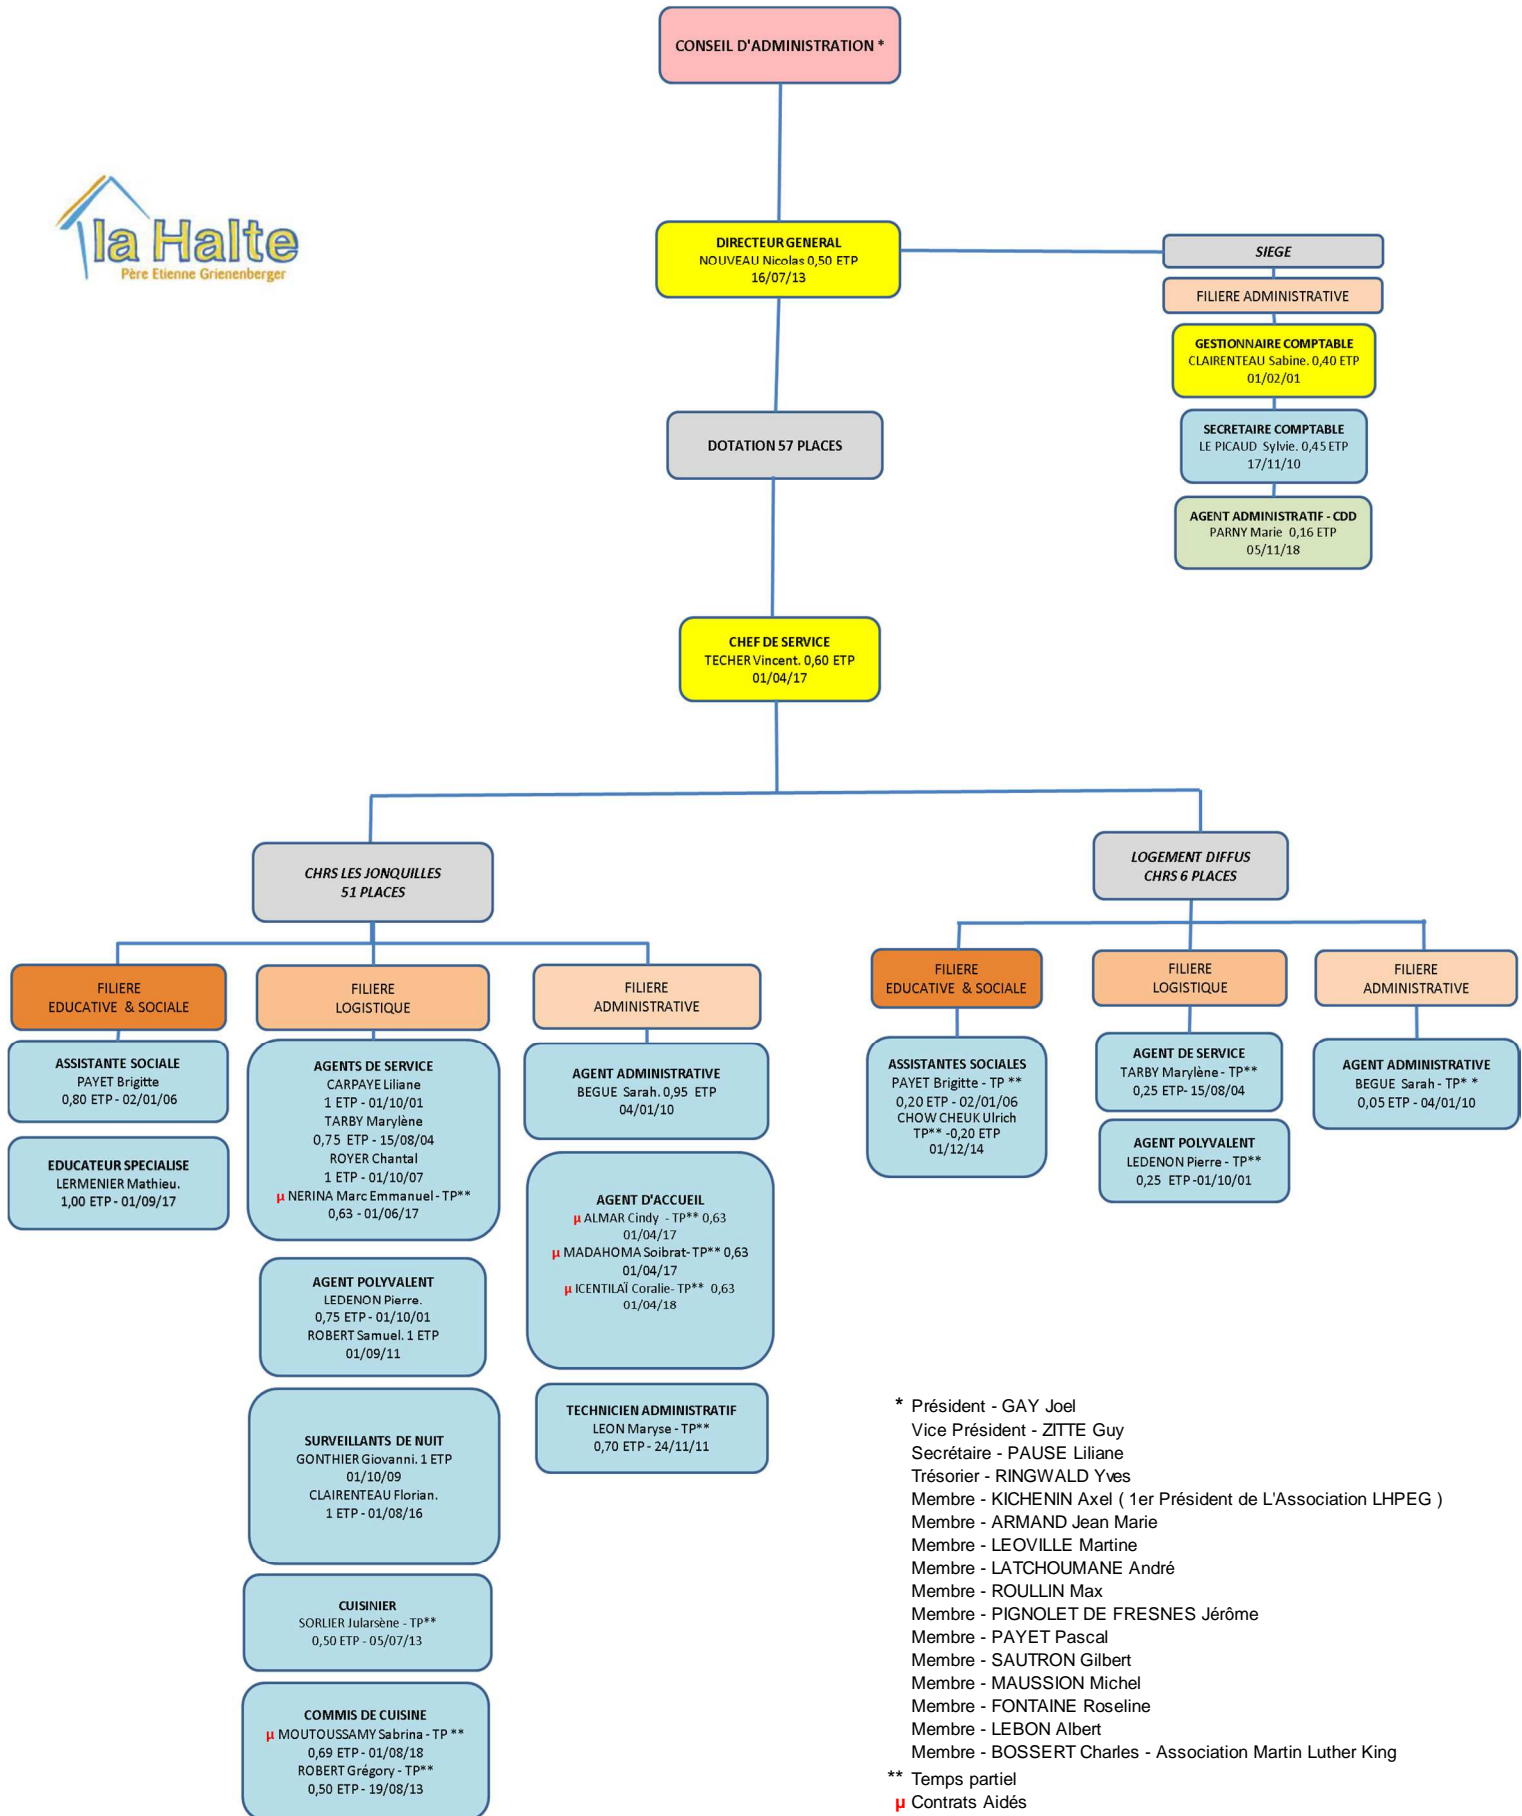 CONSEIL D'ADMINISTRATION *
la Halte
Père Etienne Grienenberger
DIRECTEUR GENERAL
NOUVEAU Nicolas 0,50 ETP
16/07/13
SIEGE
FILIERE ADMINISTRATIVE
GESTIONNAIRE COMPTABLE
CLAIRENTEAU Sabine. 0,40 ETP
01/02/01
SECRETAIRE COMPTABLE
LE PICAUD Sylvie. 0,45 ETP
17/11/10
AGENT ADMINISTRATIF - CDD
PARNY Marie 0,16 ETP
05/11/18
DOTATION 57 PLACES
CHEF DE SERVICE
TECHER Vincent. 0,60 ETP
01/04/17
CHRS LES JONQUILLES
51 PLACES
LOGEMENT DIFFUS
CHRS 6 PLACES
FILIERE
EDUCATIVE & SOCIALE
ASSISTANTE SOCIALE
PAYET Brigitte
0,80 ETP - 02/01/06
EDUCATEUR SPECIALISE
LERMENIER Mathieu.
1,00 ETP - 01/09/17
FILIERE
LOGISTIQUE
AGENTS DE SERVICE
CARPAYE Liliane
1 ETP - 01/10/01
TARBY Marylène
0,75 ETP - 15/08/04
ROYER Chantal
1 ETP - 01/10/07
µ NERINA Marc Emmanuel - TP**
0,63 - 01/06/17
AGENT POLYVALENT
LEDENON Pierre.
0,75 ETP - 01/10/01
ROBERT Samuel. 1 ETP
01/09/11
SURVEILLANTS DE NUIT
GONTHIER Giovanni. 1 ETP
01/10/09
CLAIRENTEAU Florian.
1 ETP - 01/08/16
CUISINIER
SORLIER Jularsène - TP**
0,50 ETP - 05/07/13
COMMIS DE CUISINE
µ MOUTOUSSAMY Sabrina - TP **
0,69 ETP - 01/08/18
ROBERT Grégory - TP**
0,50 ETP - 19/08/13
FILIERE
ADMINISTRATIVE
AGENT ADMINISTRATIVE
BEGUE Sarah. 0,95 ETP
04/01/10
AGENT D'ACCUEIL
µ ALMAR Cindy - TP** 0,63
01/04/17
µ MADAHOMA Soibrat- TP** 0,63
01/04/17
µ ICENTILAÏ Coralie- TP** 0,63
01/04/18
TECHNICIEN ADMINISTRATIF
LEON Maryse - TP**
0,70 ETP - 24/11/11
FILIERE
EDUCATIVE & SOCIALE
ASSISTANTES SOCIALES
PAYET Brigitte - TP **
0,20 ETP - 02/01/06
CHOW CHEUK Ulrich
TP** -0,20 ETP
01/12/14
FILIERE
LOGISTIQUE
AGENT DE SERVICE
TARBY Marylène - TP**
0,25 ETP- 15/08/04
AGENT POLYVALENT
LEDENON Pierre - TP**
0,25 ETP -01/10/01
FILIERE
ADMINISTRATIVE
AGENT ADMINISTRATIVE
BEGUE Sarah - TP* *
0,05 ETP - 04/01/10
* Président - GAY Joel
Vice Président - ZITTE Guy
Secrétaire - PAUSE Liliane
Trésorier - RINGWALD Yves
Membre - KICHENIN Axel ( 1er Président de L'Association LHPEG )
Membre - ARMAND Jean Marie
Membre - LEOVILLE Martine
Membre - LATCHOUMANE André
Membre - ROULLIN Max
Membre - PIGNOLET DE FRESNES Jérôme
Membre - PAYET Pascal
Membre - SAUTRON Gilbert
Membre - MAUSSION Michel
Membre - FONTAINE Roseline
Membre - LEBON Albert
Membre - BOSSERT Charles - Association Martin Luther King
** Temps partiel
µ Contrats Aidés